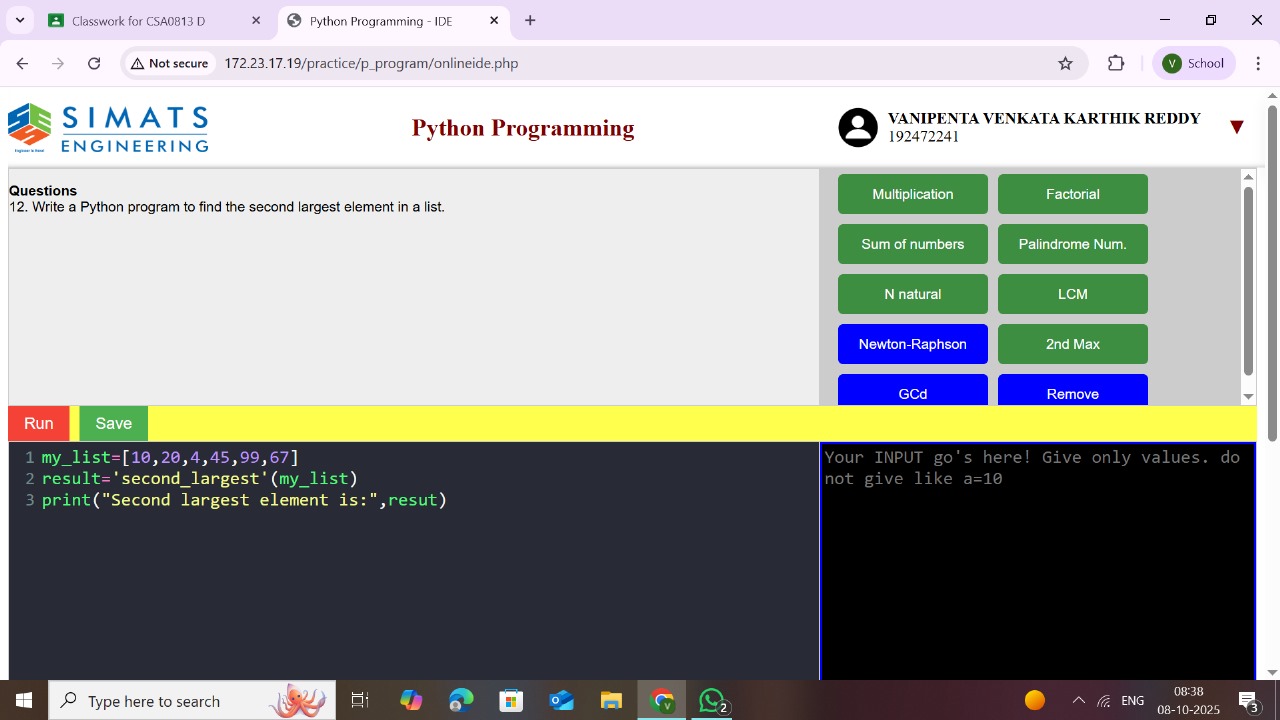 Classwork for CSA0813 D
Python Programming - IDE
Not secure
172.23.17.19/practice/p_program/onlineide.php
V School
SIMATS
ENGINEERING
Python Programming
VANIPENTA VENKATA KARTHIK REDDY
192472241
Questions
12. Write a Python program to find the second largest element in a list.
Multiplication
Factorial
Sum of numbers
Palindrome Num.
N natural
LCM
Newton-Raphson
2nd Max
GCd
Remove
Run
Save
1 my_list=[10,20,4,45,99,67]
2 result='second_largest'(my_list)
3 print("Second largest element is:",resut)
Your INPUT go's here! Give only values. do
not give like a=10
Type here to search
V
2
ENG
08:38
08-10-2025
3